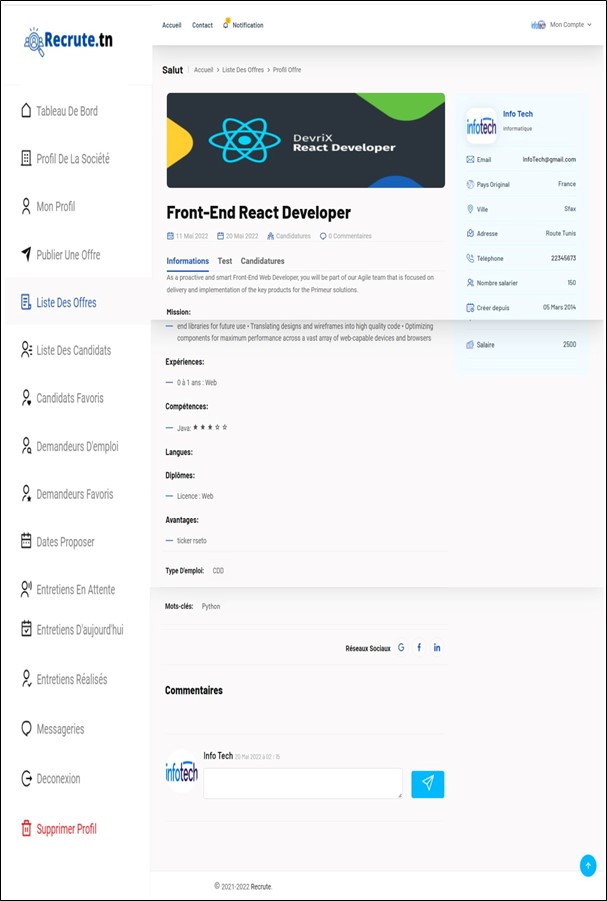 Recrute.tn
Accueil Contact Notification
infotech Mon Compte
Salut Accueil > Liste Des Offres > Profil Offre
Tableau De Bord
Profil De La Société
Mon Profil
Publier Une Offre
Liste Des Offres
Liste Des Candidats
Candidats Favoris
Demandeurs D'emploi
Demandeurs Favoris
Dates Proposer
Entretiens En Attente
Entretiens D'aujourd'hui
Entretiens Réalisés
Messageries
Deconexion
Supprimer Profil
DevriX
React Developer
Front-End React Developer
11 Mai 2022 20 Mai 2022 Candidatures 0 Commentaires
Informations Test Candidatures
As a proactive and smart Front-End Web Developer, you will be part of our Agile team that is focused on
delivery and implementation of the key products for the Primeur solutions.
Mission:
— end libraries for future use • Translating designs and wireframes into high quality code • Optimizing
components for maximum performance across a vast array of web-capable devices and browsers
Expériences:
— 0 à 1 ans : Web
Compétences:
— Java: ★ ★ ★ ☆ ☆
Langues:
Diplômes:
— Licence : Web
Avantages:
— ticker rseto
Type D'emploi: CDD
Mots-clés: Python
Réseaux Sociaux G f in
Commentaires
infotech
Info Tech 20 Mai 2022 à 02 : 15
infotech
Info Tech
Informatique
Email InfoTech@gmail.com
Pays Original France
Ville Sfax
Adresse Route Tunis
Téléphone 22345673
Nombre salarier 150
Créer depuis 05 Mars 2014
Salaire 2500
© 2021-2022 Recrute.